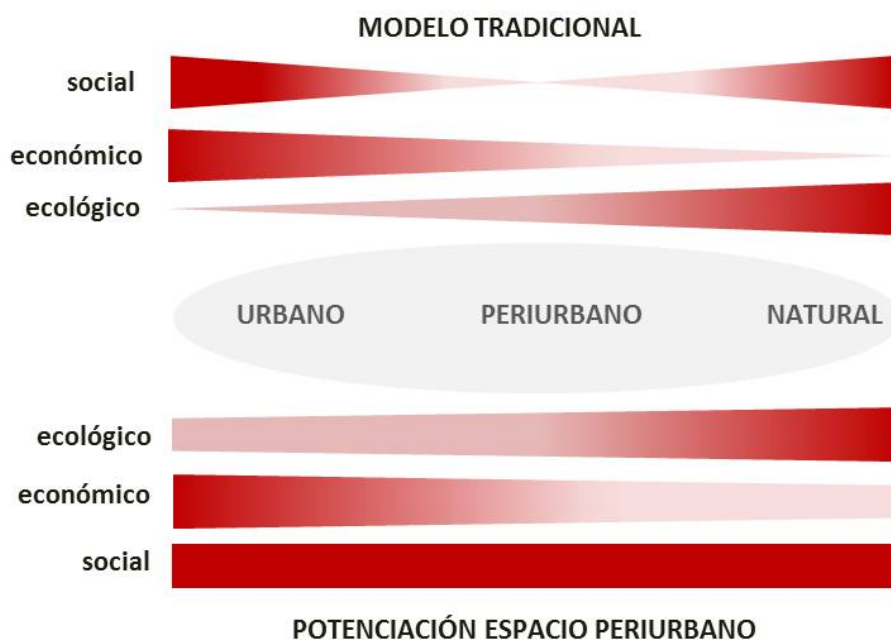 MODELO TRADICIONAL
social
económico
ecológico
URBANO PERIURBANO NATURAL
ecológico
económico
social
POTENCIACIÓN ESPACIO PERIURBANO